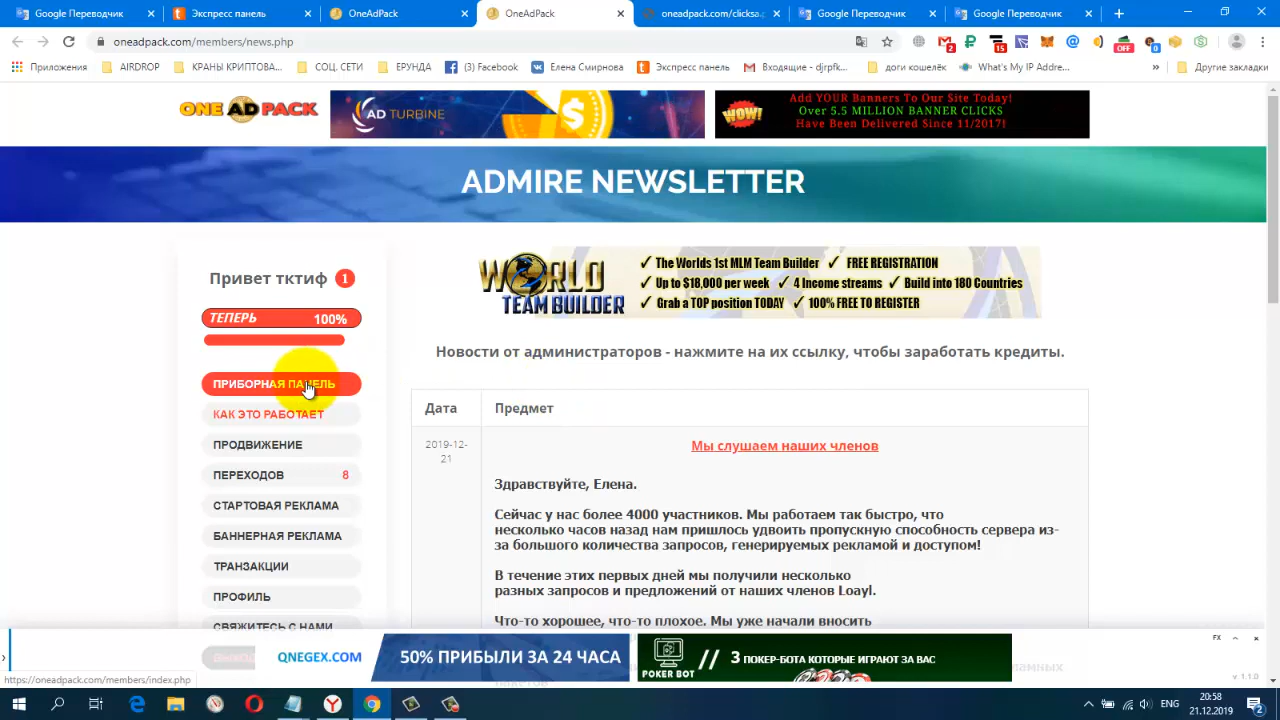 Google Переводчик
Экспресс панель
OneAdPack
OneAdPack
oneAdPack.com/clicksap
Google Переводчик
Google Переводчик
oneadpack.com/members/news.php
2
15
OFF
0
Приложения
AIRDROP
КРАНЫ КРИПТОВА...
СОЦ. СЕТИ
ЕРУНДА
(3) Facebook
Елена Смирнова
Экспресс панель
Входящие - djrpfk...
доги кошелёк
What's My IP Addre...
»
Другие закладки
ONE AD PACK
AD TURBINE
WOW!
Add YOUR Banners To Our Site Today!
Over 5.5 MILLION BANNER CLICKS
Have Been Delivered Since 11/2017!
ADMIRE NEWSLETTER
Привет тктиф 1
ТЕПЕРЬ 100%
ПРИБОРНАЯ ПАНЕЛЬ
КАК ЭТО РАБОТАЕТ
ПРОДВИЖЕНИЕ
ПЕРЕХОДОВ 8
СТАРТОВАЯ РЕКЛАМА
БАННЕРНАЯ РЕКЛАМА
ТРАНЗАКЦИИ
ПРОФИЛЬ
СВЯЖИТЕСЬ С НАМИ
WORLD
TEAM BUILDER
✓ The Worlds 1st MLM Team Builder ✓ FREE REGISTRATION
✓ Up to $18,000 per week ✓ 4 Income streams ✓ Build into 180 Countries
✓ Grab a TOP position TODAY ✓ 100% FREE TO REGISTER
Новости от администраторов - нажмите на их ссылку, чтобы заработать кредиты.
Дата Предмет
2019-12-
21
Мы слушаем наших членов
Здравствуйте, Елена.
Сейчас у нас более 4000 участников. Мы работаем так быстро, что
несколько часов назад нам пришлось удвоить пропускную способность сервера из-
за большого количества запросов, генерируемых рекламой и доступом!
В течение этих первых дней мы получили несколько
разных запросов и предложений от наших членов Loayl.
Что-то хорошее, что-то плохое. Мы уже начали вносить
QNEGEX.COM
50% ПРИБЫЛИ ЗА 24 ЧАСА
POKER BOT
// 3 ПОКЕР-БОТА КОТОРЫЕ ИГРАЮТ ЗА ВАС
FX
v. 1.1.0
https://oneadpack.com/members/index.php
ENG
20:58
21.12.2019
2